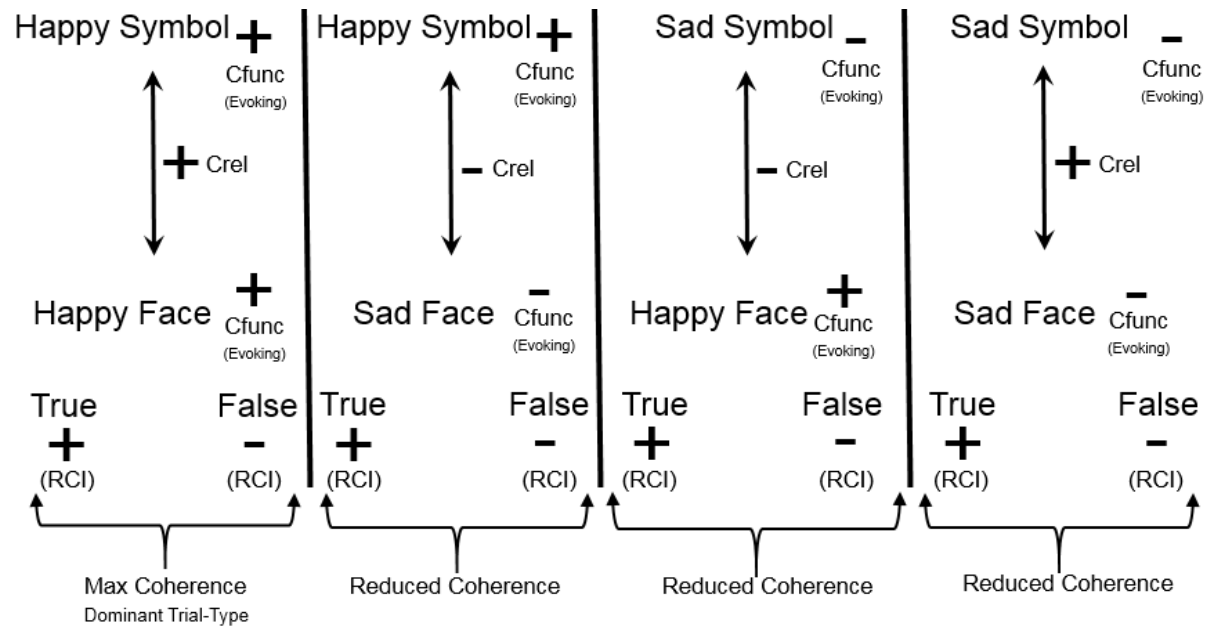 Happy Symbol +
Cfunc
(Evoking)
+ Crel
Happy Face +
Cfunc
(Evoking)
True False
+ -
(RCI) (RCI)
Max Coherence
Dominant Trial-Type
Happy Symbol +
Cfunc
(Evoking)
- Crel
Sad Face -
Cfunc
(Evoking)
True False
+ -
(RCI) (RCI)
Reduced Coherence
Sad Symbol -
Cfunc
(Evoking)
- Crel
Happy Face +
Cfunc
(Evoking)
True False
+ -
(RCI) (RCI)
Reduced Coherence
Sad Symbol -
Cfunc
(Evoking)
+ Crel
Sad Face -
Cfunc
(Evoking)
True False
+ -
(RCI) (RCI)
Reduced Coherence